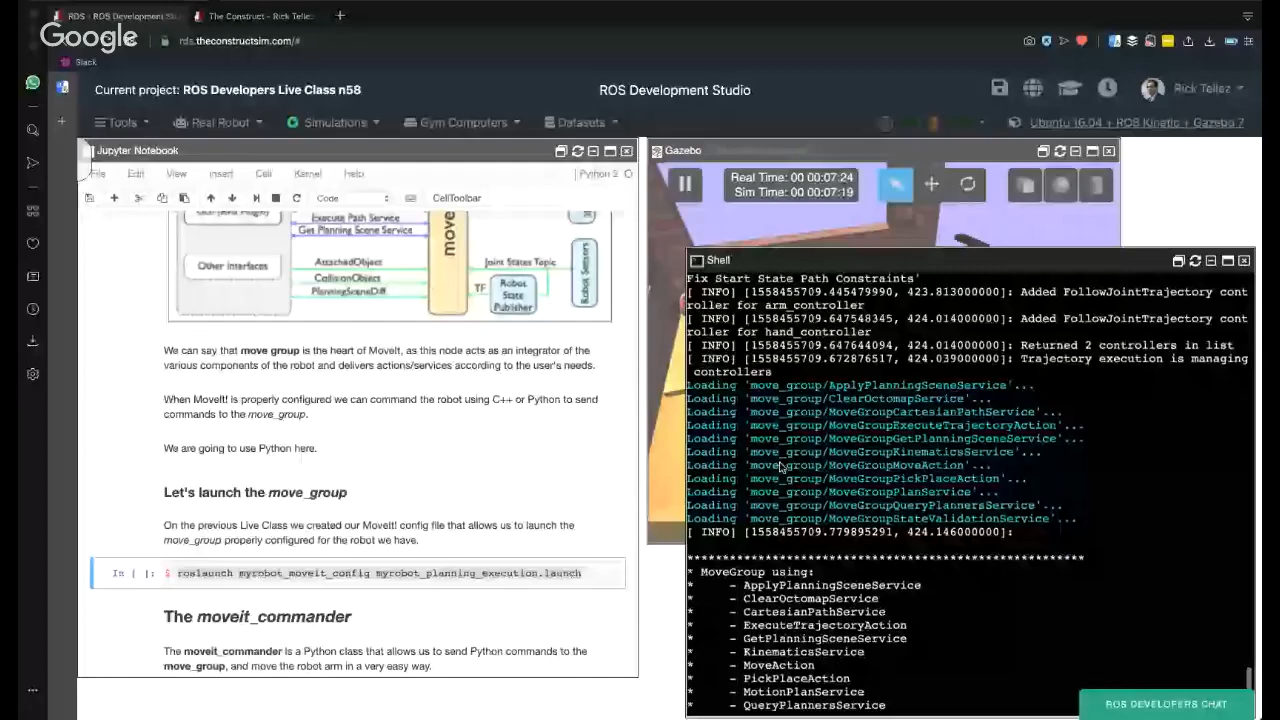 RDS - ROS Development St
The Construct - Rick Tellez
Google
rds.theconstructsim.com/#
Slack
Current project: ROS Developers Live Class n58
ROS Development Studio
Rick Tellez
Tools
Real Robot
Simulations
Gym Computers
Datasets
Ubuntu 16.04 + ROS Kinetic + Gazebo 7
Jupyter Notebook
File Edit View Insert Cell Kernel Help
Python 2
Code
CellToolbar
Execute Path Service
Get Planning Scene Service
Other Interfaces
AttachedObject
CollisionObject
PlanningSceneDiff
move
Joint States Topic
TF
Robot State Publisher
Robot Sensors
We can say that move group is the heart of MoveIt, as this node acts as an integrator of the
various components of the robot and delivers actions/services according to the user's needs.
When MoveIt! is properly configured we can command the robot using C++ or Python to send
commands to the move_group.
We are going to use Python here.
Let's launch the move_group
On the previous Live Class we created our MoveIt! config file that allows us to launch the
move_group properly configured for the robot we have.
In [ ]: $ roslaunch myrobot_moveit_config myrobot_planning_execution.launch
The moveit_commander
The moveit_commander is a Python class that allows us to send Python commands to the
move_group, and move the robot arm in a very easy way.
Gazebo
Real Time: 00 00:07:24
Sim Time: 00 00:07:19
Shell
Fix Start State Path Constraints'
[ INFO] [1558455709.445479990, 423.813000000]: Added FollowJointTrajectory cont
roller for arm_controller
[ INFO] [1558455709.647548345, 424.014000000]: Added FollowJointTrajectory cont
roller for hand_controller
[ INFO] [1558455709.647644094, 424.014000000]: Returned 2 controllers in list
[ INFO] [1558455709.672876517, 424.039000000]: Trajectory execution is managing
controllers
Loading 'move_group/ApplyPlanningSceneService'...
Loading 'move_group/ClearOctomapService'...
Loading 'move_group/MoveGroupCartesianPathService'...
Loading 'move_group/MoveGroupExecuteTrajectoryAction'...
Loading 'move_group/MoveGroupGetPlanningSceneService'...
Loading 'move_group/MoveGroupKinematicsService'...
Loading 'move_group/MoveGroupMoveAction'...
Loading 'move_group/MoveGroupPickPlaceAction'...
Loading 'move_group/MoveGroupPlanService'...
Loading 'move_group/MoveGroupQueryPlannersService'...
Loading 'move_group/MoveGroupStateValidationService'...
[ INFO] [1558455709.779895291, 424.146000000]:
********************************************************
* MoveGroup using:
* - ApplyPlanningSceneService
* - ClearOctomapService
* - CartesianPathService
* - ExecuteTrajectoryAction
* - GetPlanningSceneService
* - KinematicsService
* - MoveAction
* - PickPlaceAction
* - MotionPlanService
* - QueryPlannersService
ROS DEVELOPERS CHAT